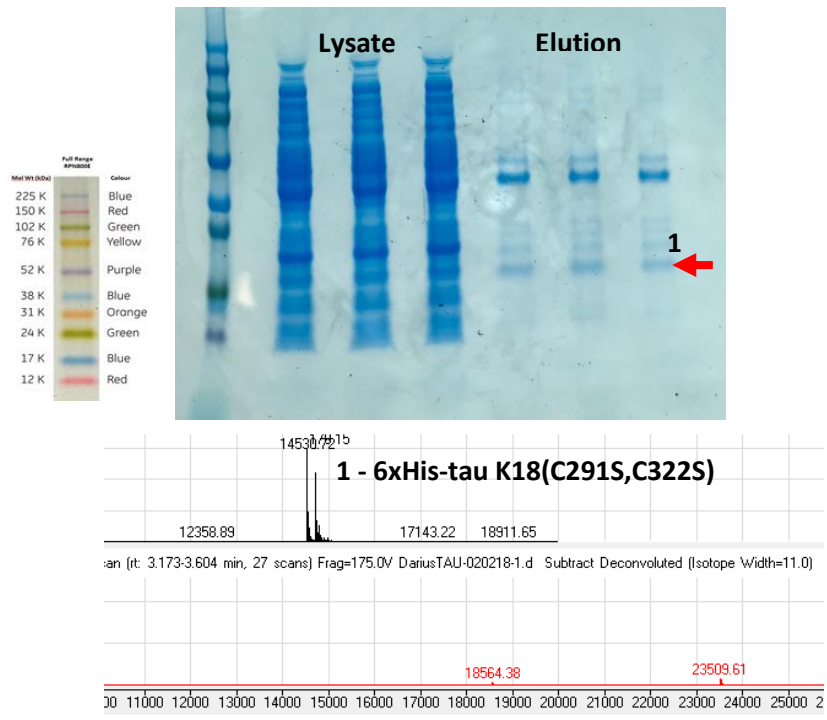 Lysate
Elution
1
Full Range
RPN800E
Mol Wt (kDa)
Colour
225 K Blue
150 K Red
102 K Green
76 K Yellow
52 K Purple
38 K Blue
31 K Orange
24 K Green
17 K Blue
12 K Red
14530.72
1 - 6xHis-tau K18(C291S,C322S)
12358.89 17143.22 18911.65
:an (rt: 3.173-3.604 min, 27 scans) Frag=175.0V DariusTAU-020218-1.d Subtract Deconvoluted (Isotope Width=11.0)
18564.38
23509.61
00 11000 12000 13000 14000 15000 16000 17000 18000 19000 20000 21000 22000 23000 24000 25000 2